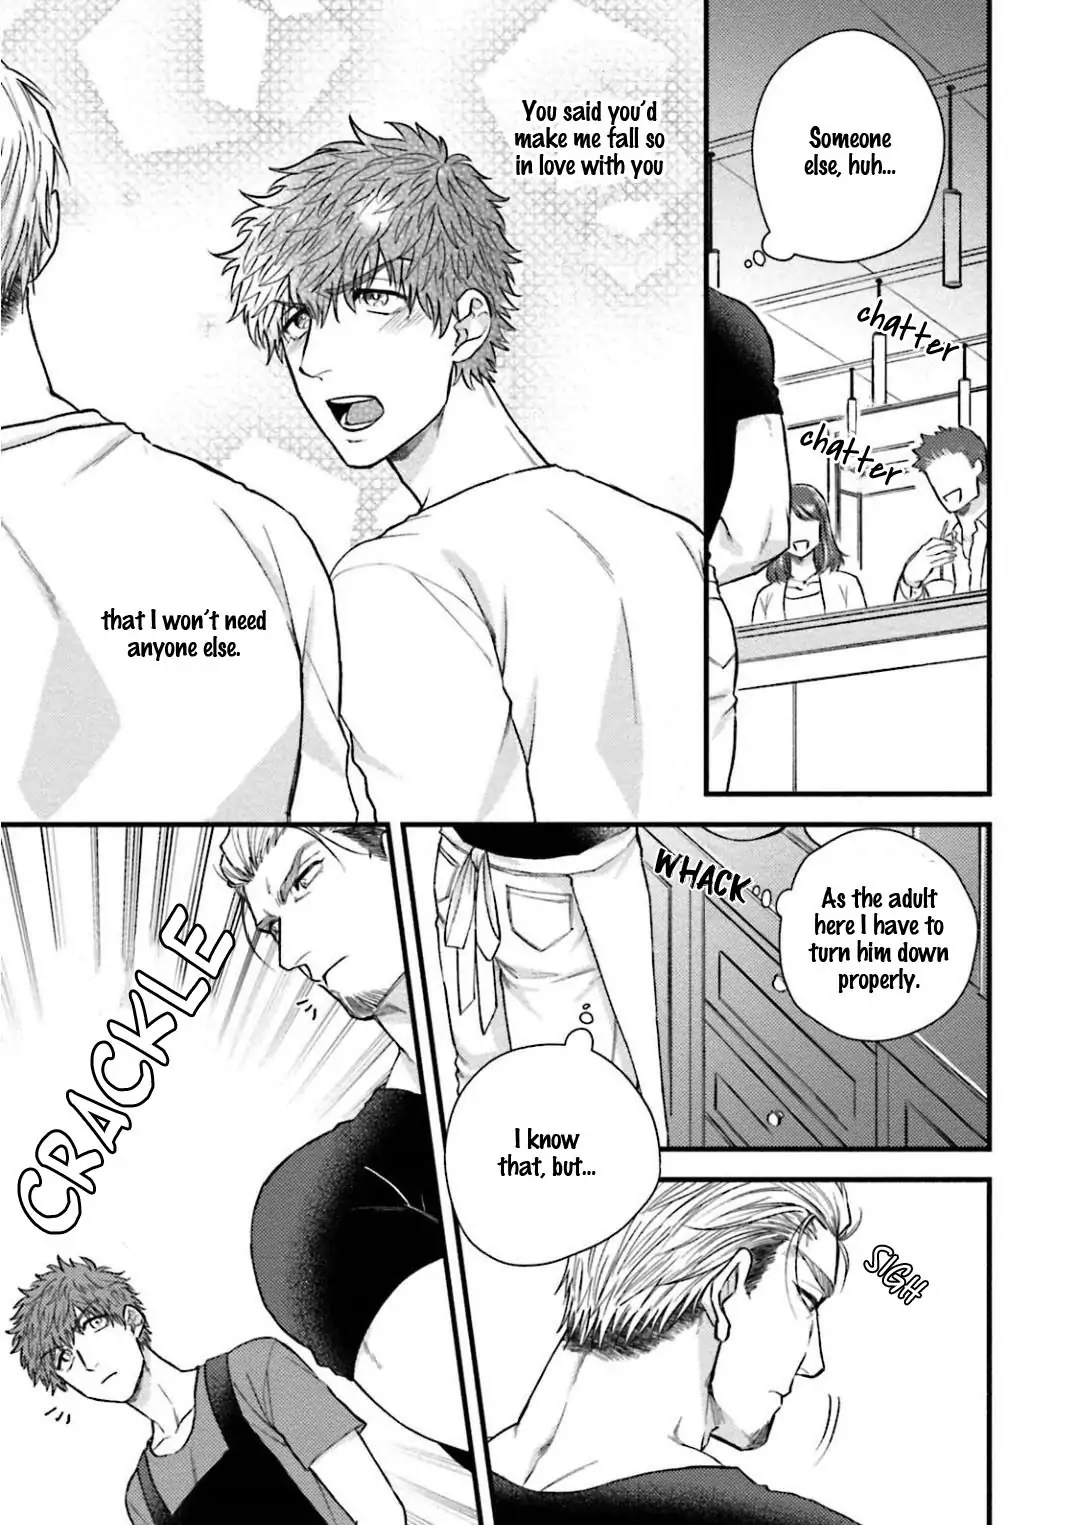 Someone
else, huh...
chatter
chatter
You said you'd
make me fall so
in love with you
that I won't need
anyone else.
As the adult
here I have to
turn him down
properly.
WHACK
I know
that, but...
SIGH
CRACKLE